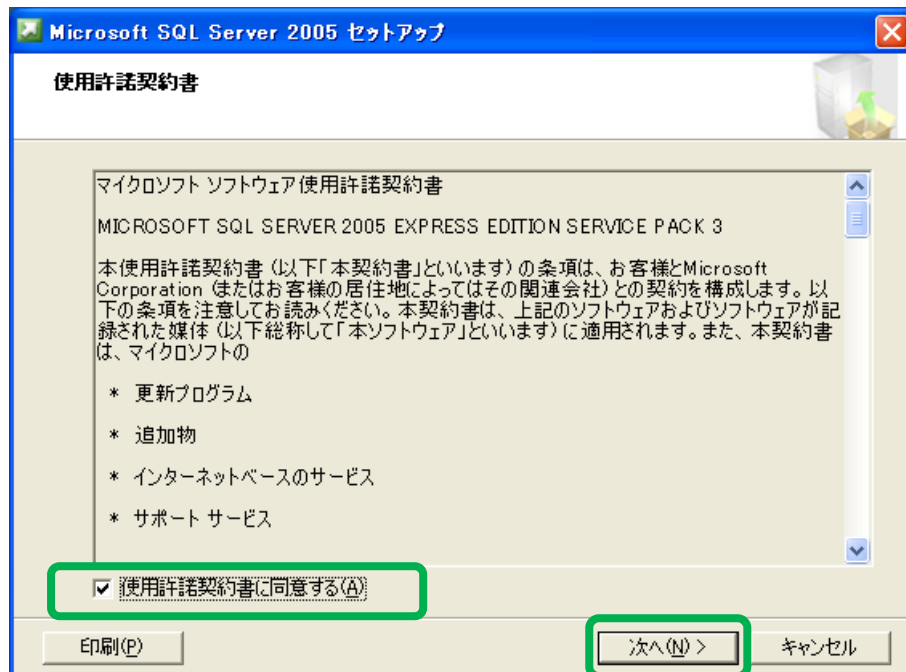 Microsoft SQL Server 2005 セットアップ
使用許諾契約書
マイクロソフト ソフトウェア使用許諾契約書
MICROSOFT SQL SERVER 2005 EXPRESS EDITION SERVICE PACK 3
本使用許諾契約書 (以下「本契約書」といいます) の条項は、お客様とMicrosoft
Corporation (またはお客様の居住地によってはその関連会社) との契約を構成します。以
下の条項を注意してお読みください。本契約書は、上記のソフトウェアおよびソフトウェアが記
録された媒体 (以下総称して「本ソフトウェア」といいます) に適用されます。また、本契約書
は、マイクロソフトの
* 更新プログラム
* 追加物
* インターネットベースのサービス
* サポート サービス
使用許諾契約書に同意する(A)
印刷(P)
次へ(N) >
キャンセル